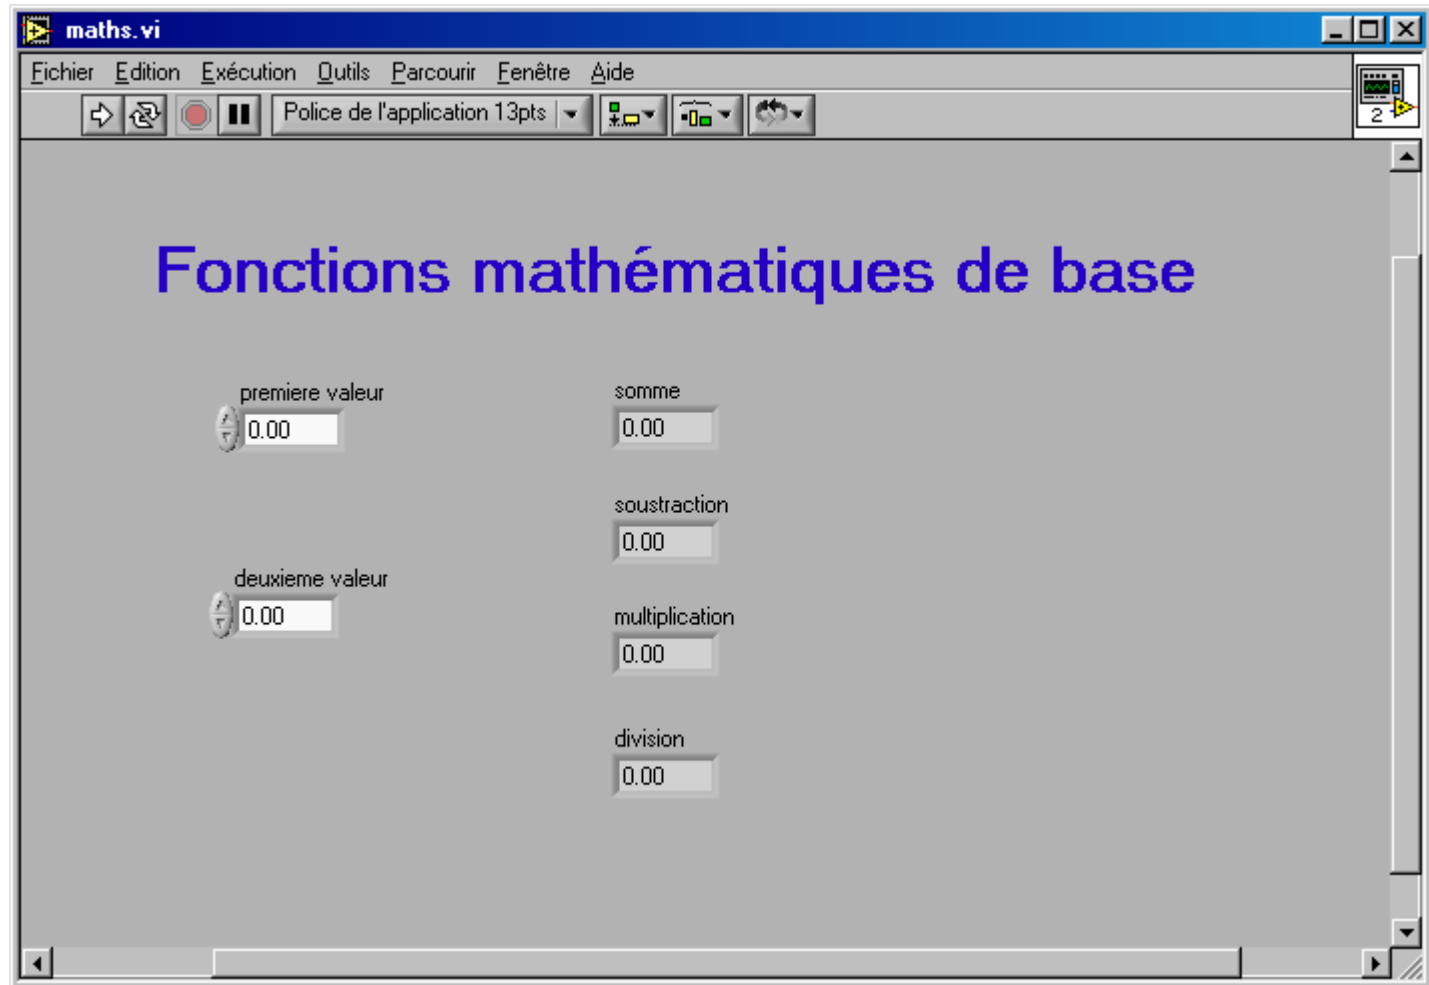 maths.vi
Fichier Edition Exécution Outils Parcourir Fenêtre Aide
Police de l'application 13pts
2
Fonctions mathématiques de base
premiere valeur
0.00
deuxieme valeur
0.00
somme
0.00
soustraction
0.00
multiplication
0.00
division
0.00